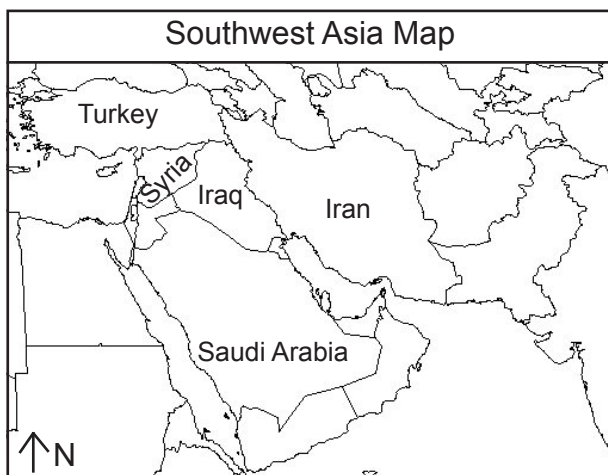 Southwest Asia Map
Turkey
Syria
Iraq
Iran
Saudi Arabia
N